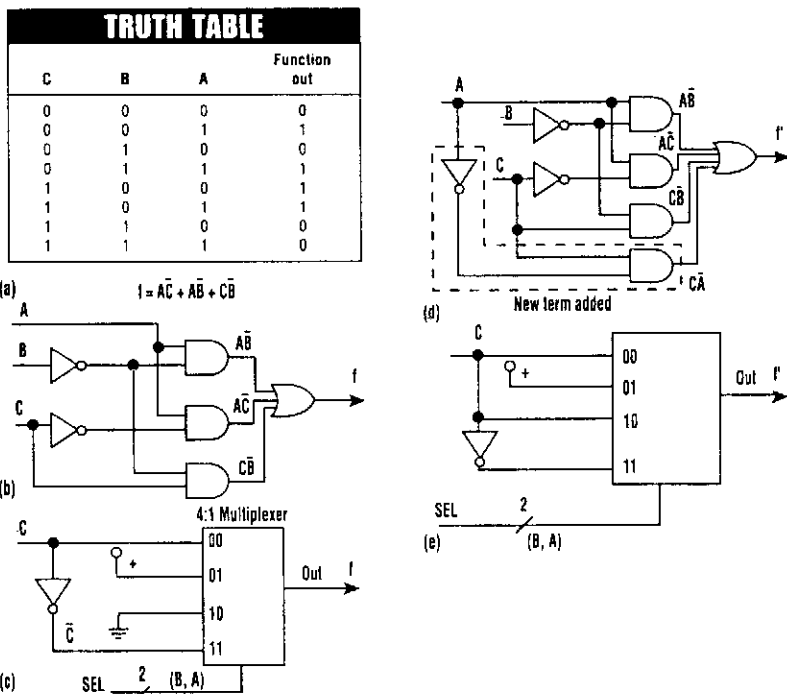 TRUTH TABLE
C B A Function out
0 0 0 0
0 0 1 1
0 1 0 0
0 1 1 1
1 0 0 1
1 0 1 1
1 1 0 0
1 1 1 0
(a) f = AC̅ + AB̅ + CB̅
A
B
C
AB̅
AC̅
CB̅
f
(b)
4:1 Multiplexer
C
C̅
+
00
01
10
11
Out f
(c) SEL 2 (B, A)
A
B
C
AB̅
AC̅
CB̅
CA̅
f'
(d) New term added
C
+
00
01
10
11
Out f'
SEL 2
(e) (B, A)